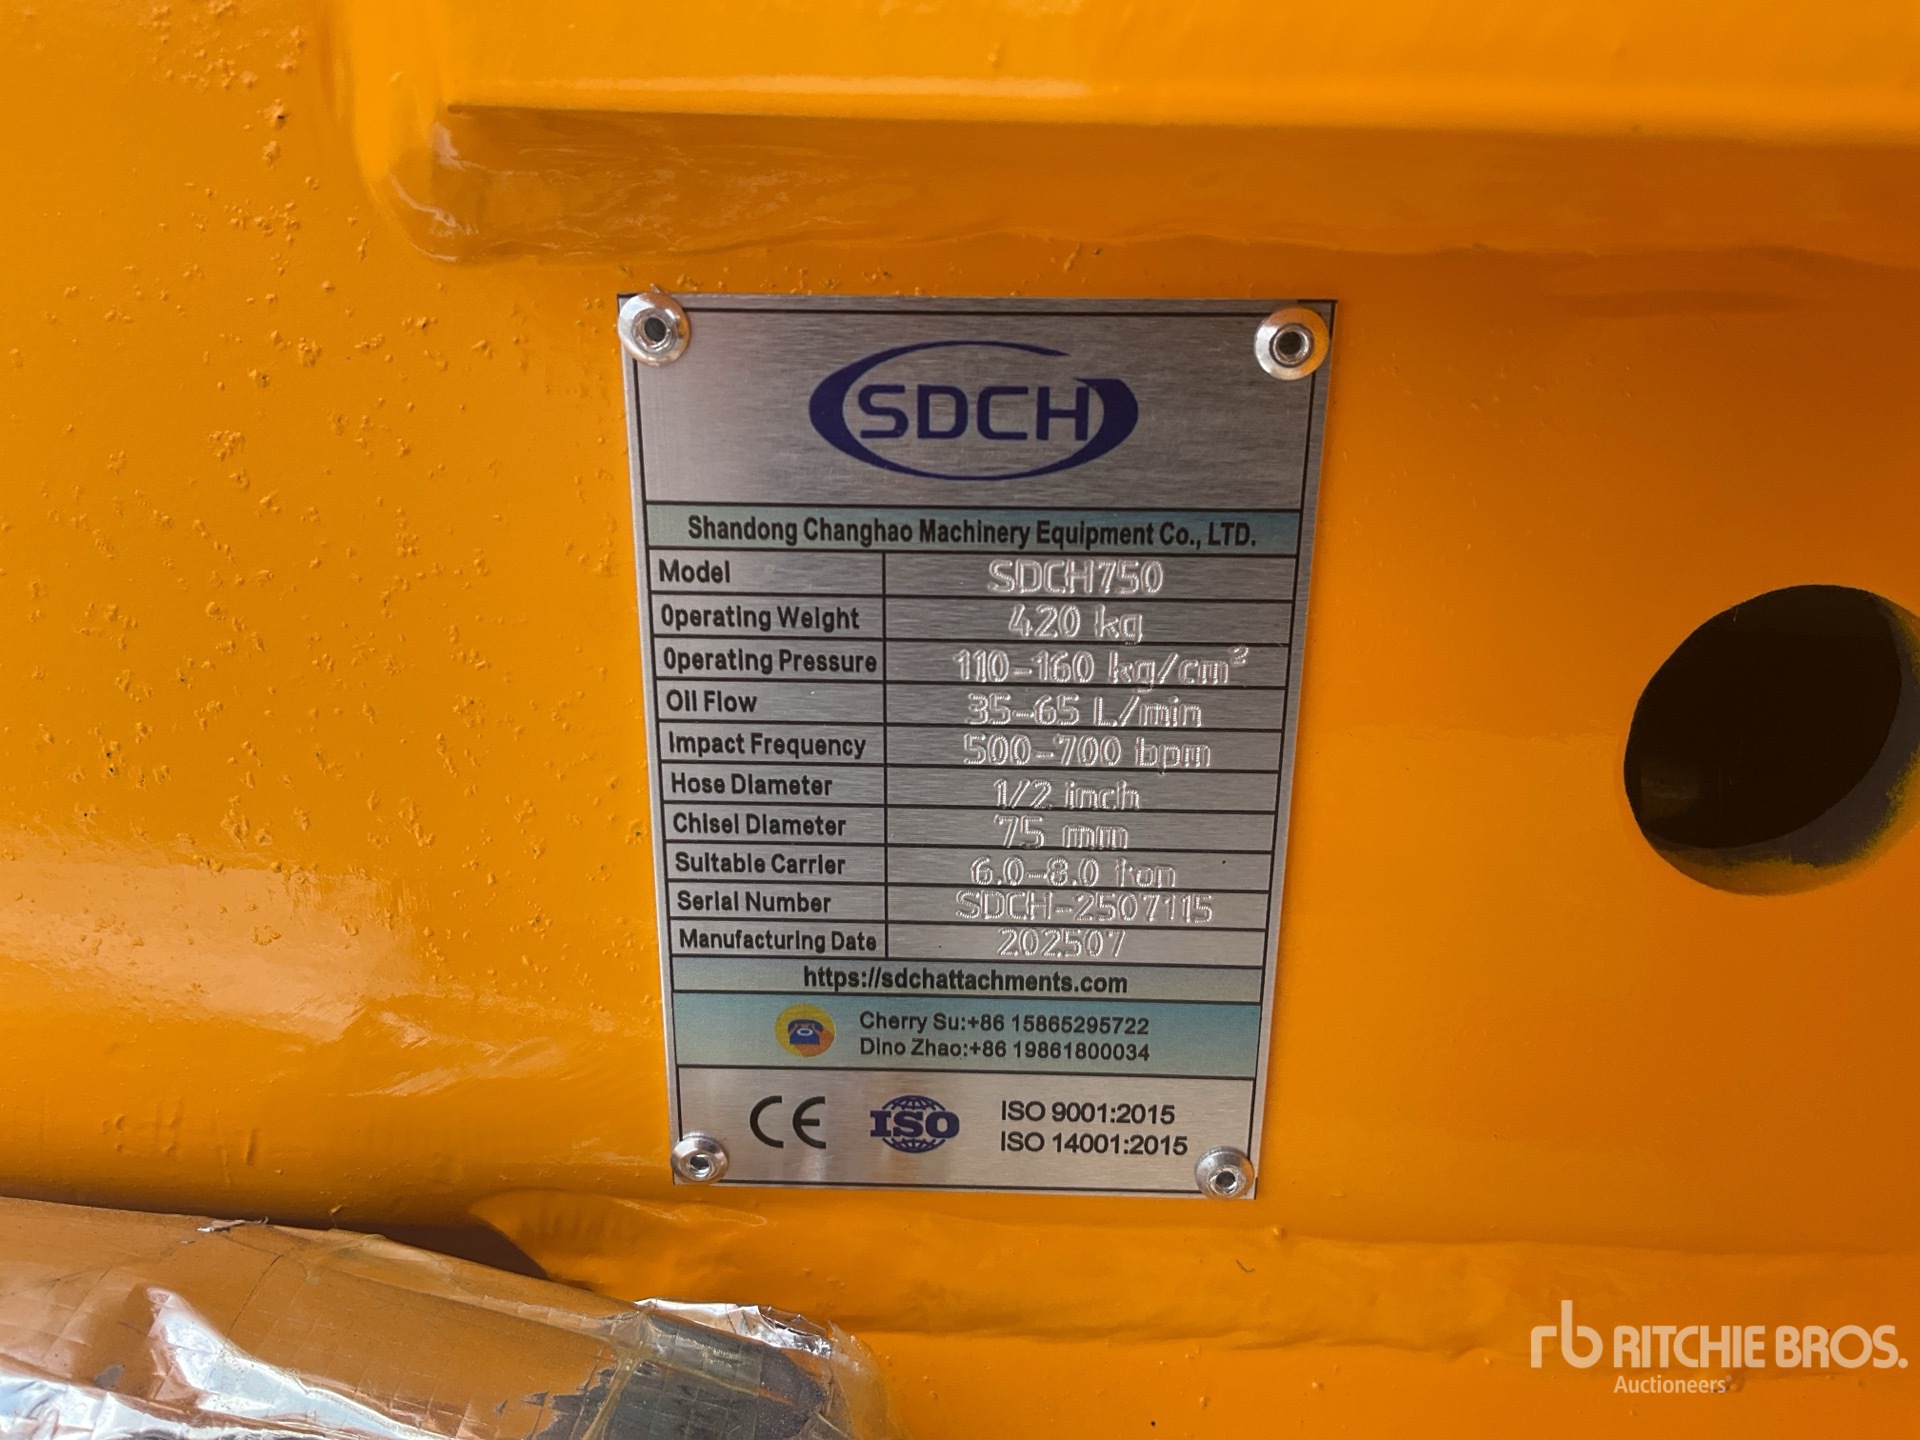 SDCH
Shandong Changhao Machinery Equipment Co., LTD.
Model SDCH750
Operating Weight 420 kg
Operating Pressure 110-160 kg/cm²
Oil Flow 35-65 L/min
Impact Frequency 500-700 bpm
Hose Diameter 1/2 inch
Chisel Diameter 75 mm
Suitable Carrier 6.0-8.0 ton
Serial Number SDCH-2507115
Manufacturing Date 202507
https://sdchattachments.com
Cherry Su:+86 15865295722
Dino Zhao:+86 19861800034
CE ISO ISO 9001:2015
ISO 14001:2015
rb RITCHIE BROS.
Auctioneers